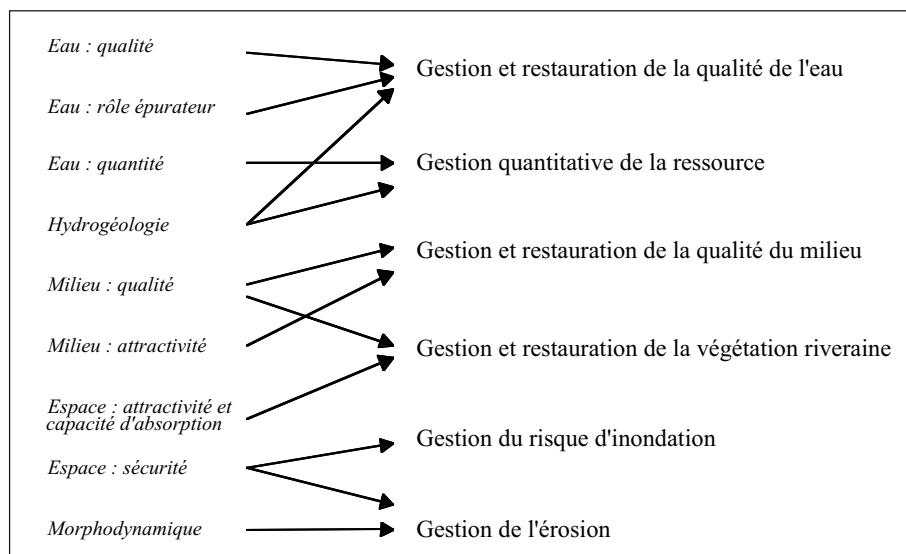 Eau : qualité
Eau : rôle épurateur
Eau : quantité
Hydrogéologie
Milieu : qualité
Milieu : attractivité
Espace : attractivité et
capacité d'absorption
Espace : sécurité
Morphodynamique
Gestion et restauration de la qualité de l'eau
Gestion quantitative de la ressource
Gestion et restauration de la qualité du milieu
Gestion et restauration de la végétation riveraine
Gestion du risque d'inondation
Gestion de l'érosion